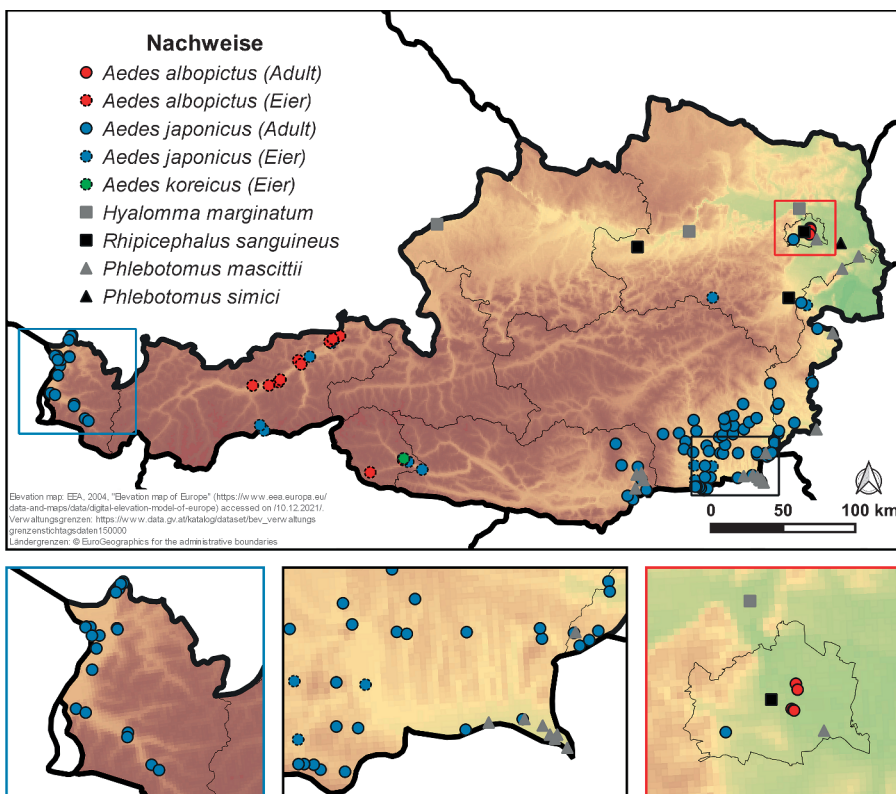 Nachweise
Aedes albopictus (Adult)
Aedes albopictus (Eier)
Aedes japonicus (Adult)
Aedes japonicus (Eier)
Aedes koreicus (Eier)
Hyalomma marginatum
Rhipicephalus sanguineus
Phlebotomus mascittii
Phlebotomus simici
Elevation map: EEA, 2004, "Elevation map of Europe" (https://www.eea.europa.eu/
data-and-maps/data/digital-elevation-model-of-europe) accessed on /10.12.2021/.
Verwaltungsgrenzen: https://www.data.gv.at/katalog/dataset/bev_verwaltungs
grenzenstichtagsdaten150000
Ländergrenzen: © EuroGeographics for the administrative boundaries
0 50 100 km